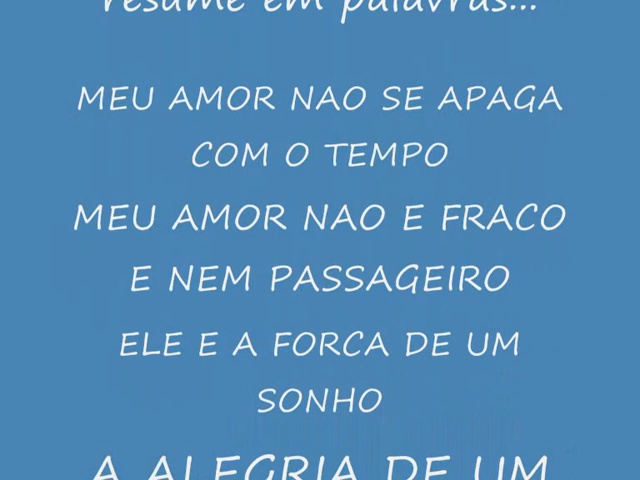 resume em palavras...
MEU AMOR NAO SE APAGA
COM O TEMPO
MEU AMOR NAO E FRACO
E NEM PASSAGEIRO
ELE E A FORCA DE UM
SONHO
A ALEGRIA DE UM